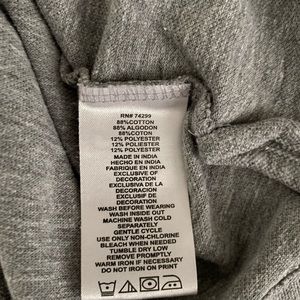 RN# 74299
88%COTTON
88% ALGODON
88% COTON
12% POLYESTER
12% POLIESTER
12% POLYESTER
MADE IN INDIA
HECHO EN INDIA
FABRIQUE EN INDIA
EXCLUSIVE OF
DECORATION
EXCLUSIVA DE LA
DECORACION
EXCLUSIF DE
DECORATION
WASH BEFORE WEARING
WASH INSIDE OUT
MACHINE WASH COLD
SEPARATELY
GENTLE CYCLE
USE ONLY NON-CHLORINE
BLEACH WHEN NEEDED
TUMBLE DRY LOW
REMOVE PROMPTLY
WARM IRON IF NECESSARY
DO NOT IRON ON PRINT